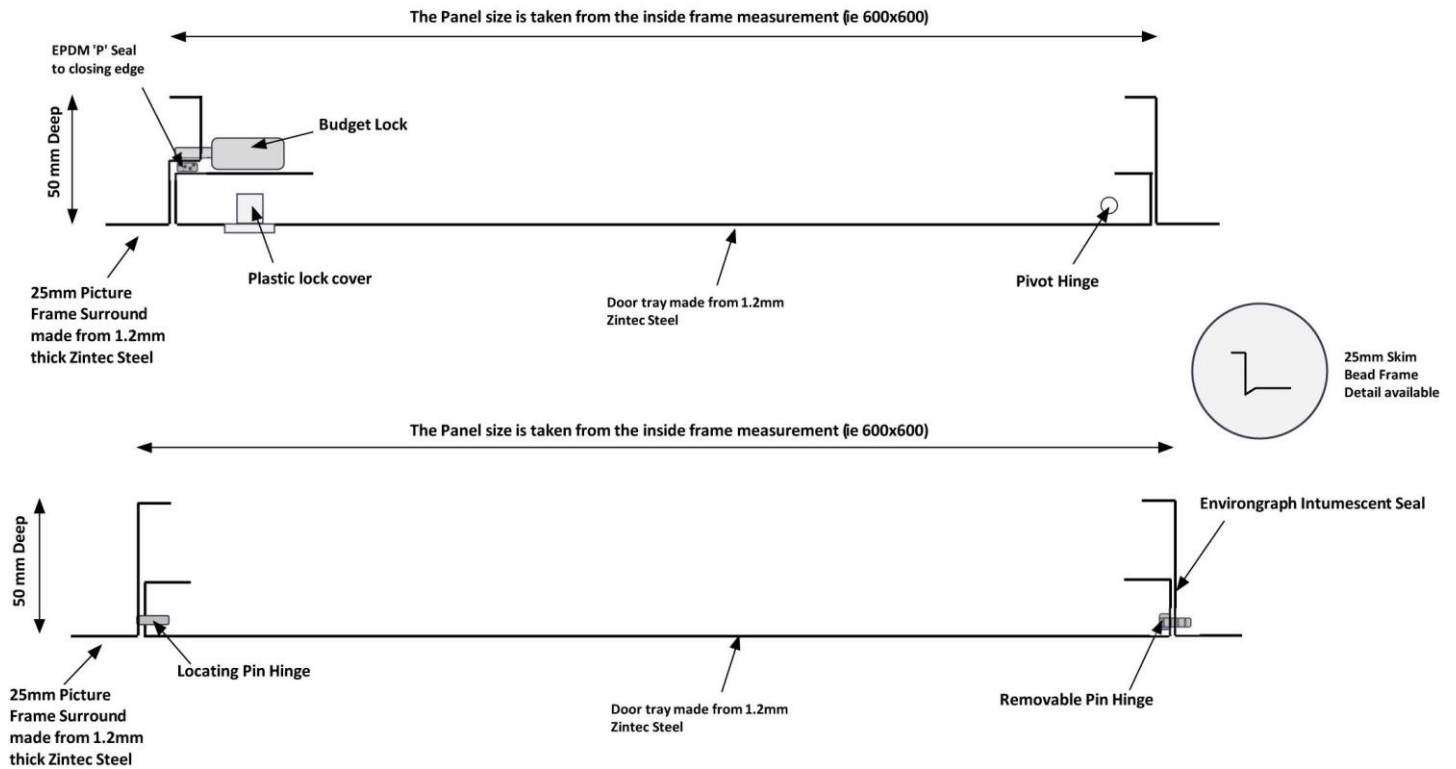 The Panel size is taken from the inside frame measurement (ie 600x600)
EPDM 'P' Seal
to closing edge
50 mm Deep
Budget Lock
Plastic lock cover
Pivot Hinge
25mm Picture
Frame Surround
made from 1.2mm
thick Zintec Steel
Door tray made from 1.2mm
Zintec Steel
25mm Skim
Bead Frame
Detail available
The Panel size is taken from the inside frame measurement (ie 600x600)
50 mm Deep
Environgraph Intumescent Seal
Locating Pin Hinge
Removable Pin Hinge
25mm Picture
Frame Surround
made from 1.2mm
thick Zintec Steel
Door tray made from 1.2mm
Zintec Steel